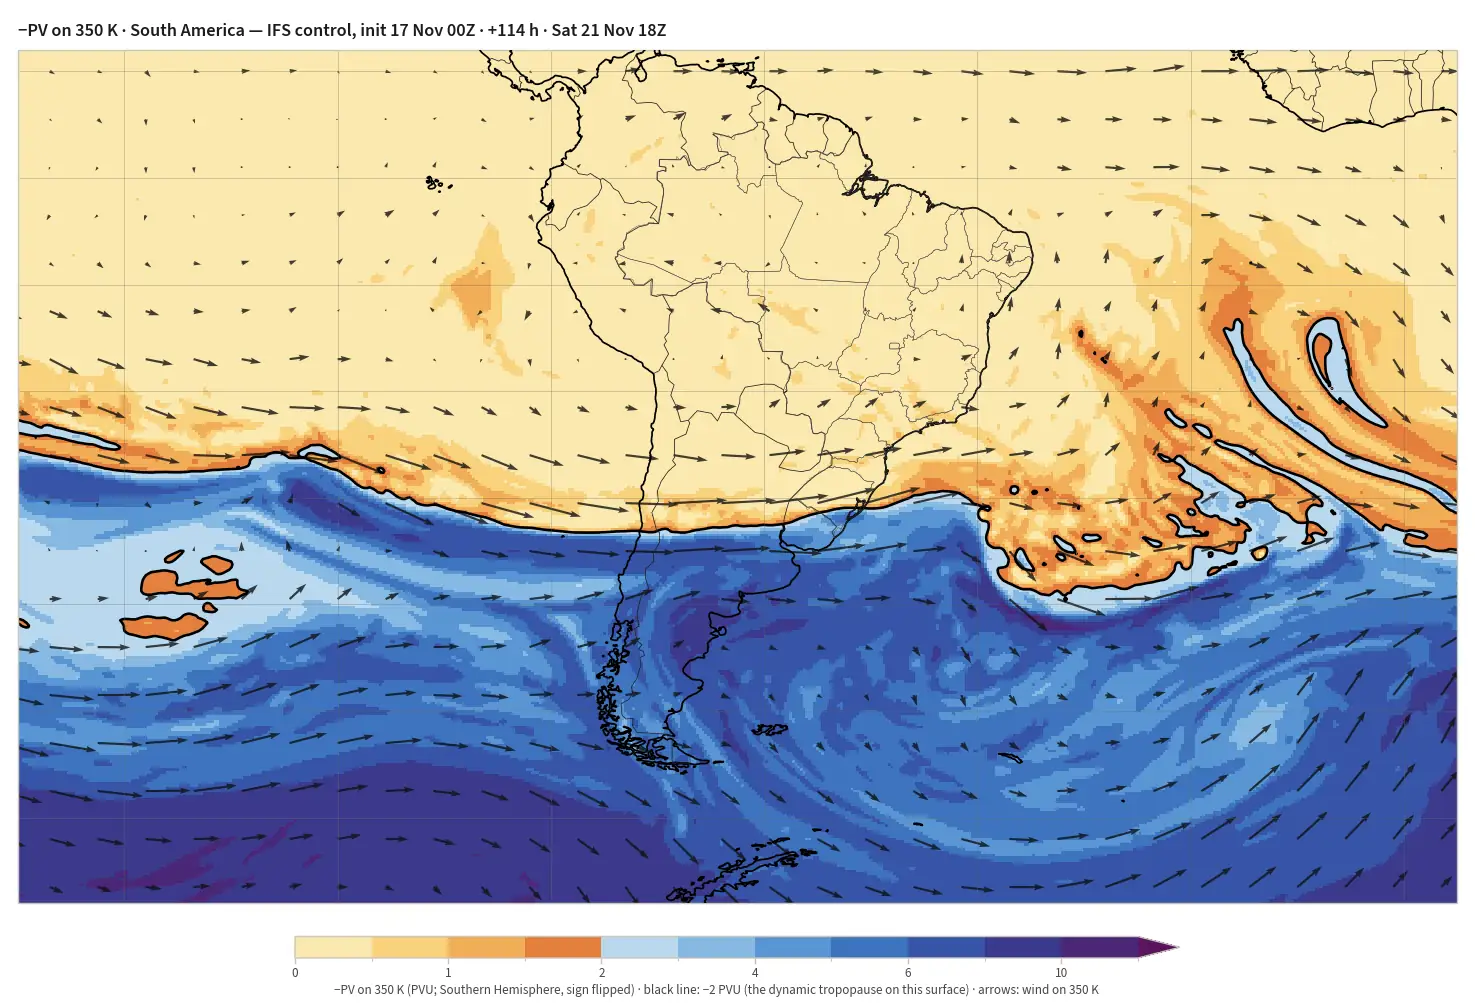 −PV on 350 K · South America — IFS control, init 17 Nov 00Z · +114 h · Sat 21 Nov 18Z
0 1 2 4 6 10
−PV on 350 K (PVU; Southern Hemisphere, sign flipped) · black line: −2 PVU (the dynamic tropopause on this surface) · arrows: wind on 350 K